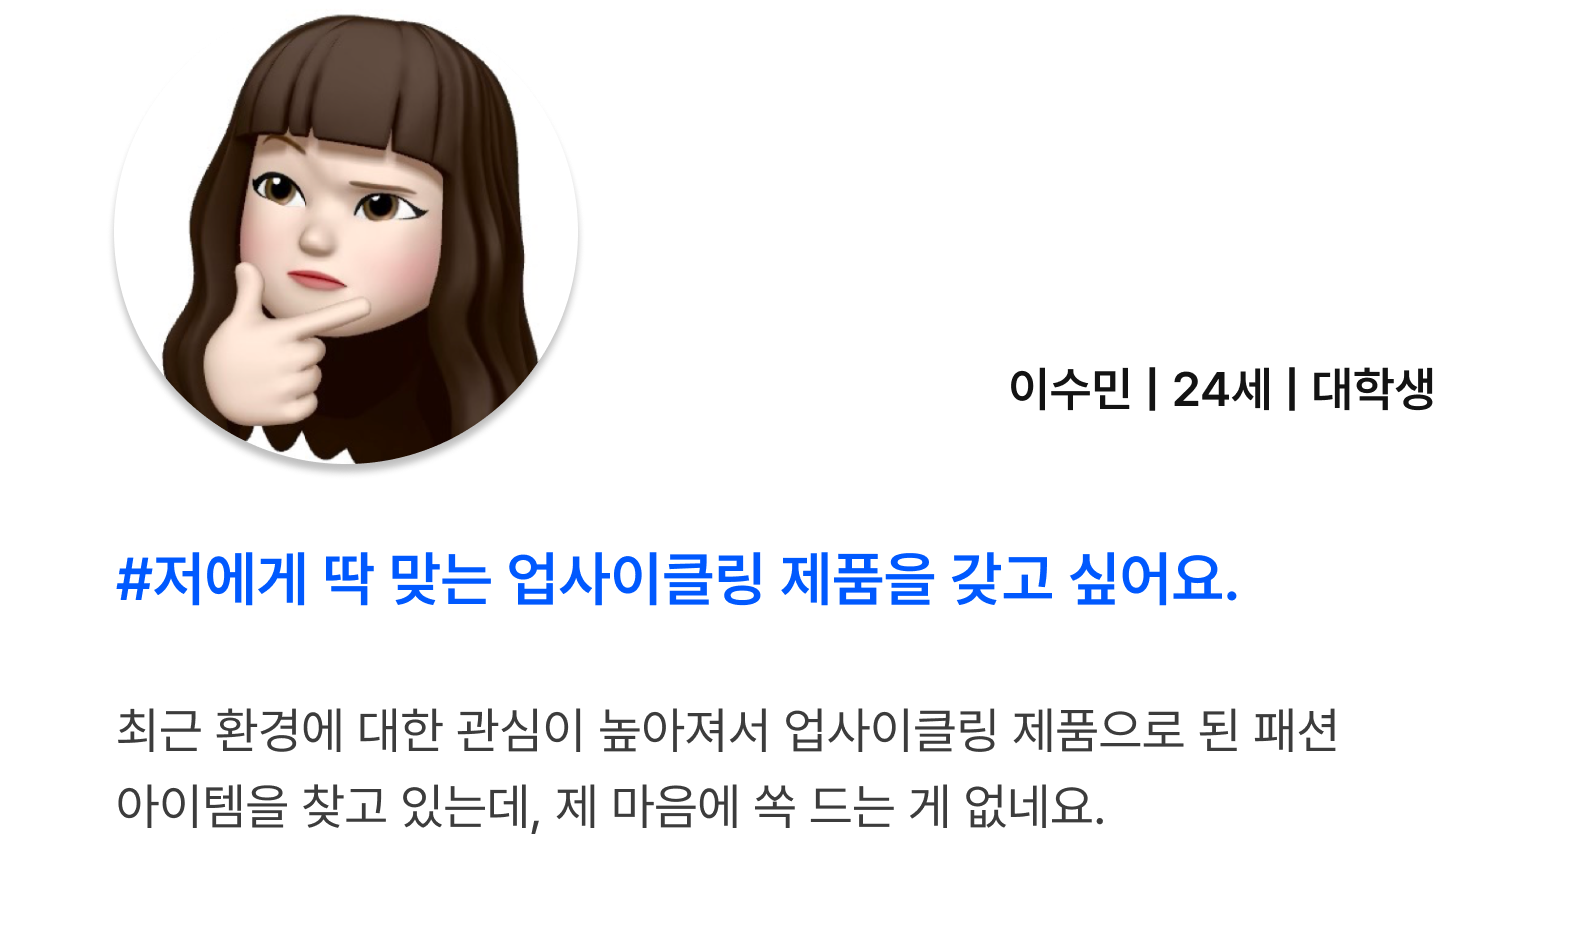 이수민 | 24세 | 대학생
#저에게 딱 맞는 업사이클링 제품을 갖고 싶어요.
최근 환경에 대한 관심이 높아져서 업사이클링 제품으로 된 패션
아이템을 찾고 있는데, 제 마음에 쏙 드는 게 없네요.